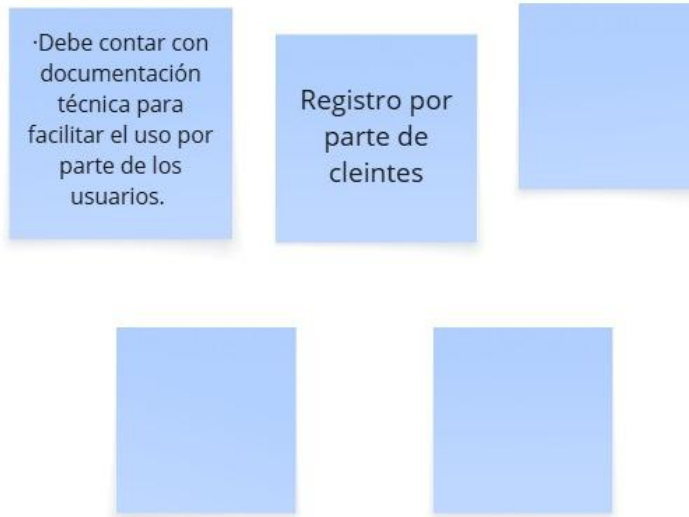 ·Debe contar con
documentación
técnica para
facilitar el uso por
parte de los
usuarios.
Registro por
parte de
cleintes